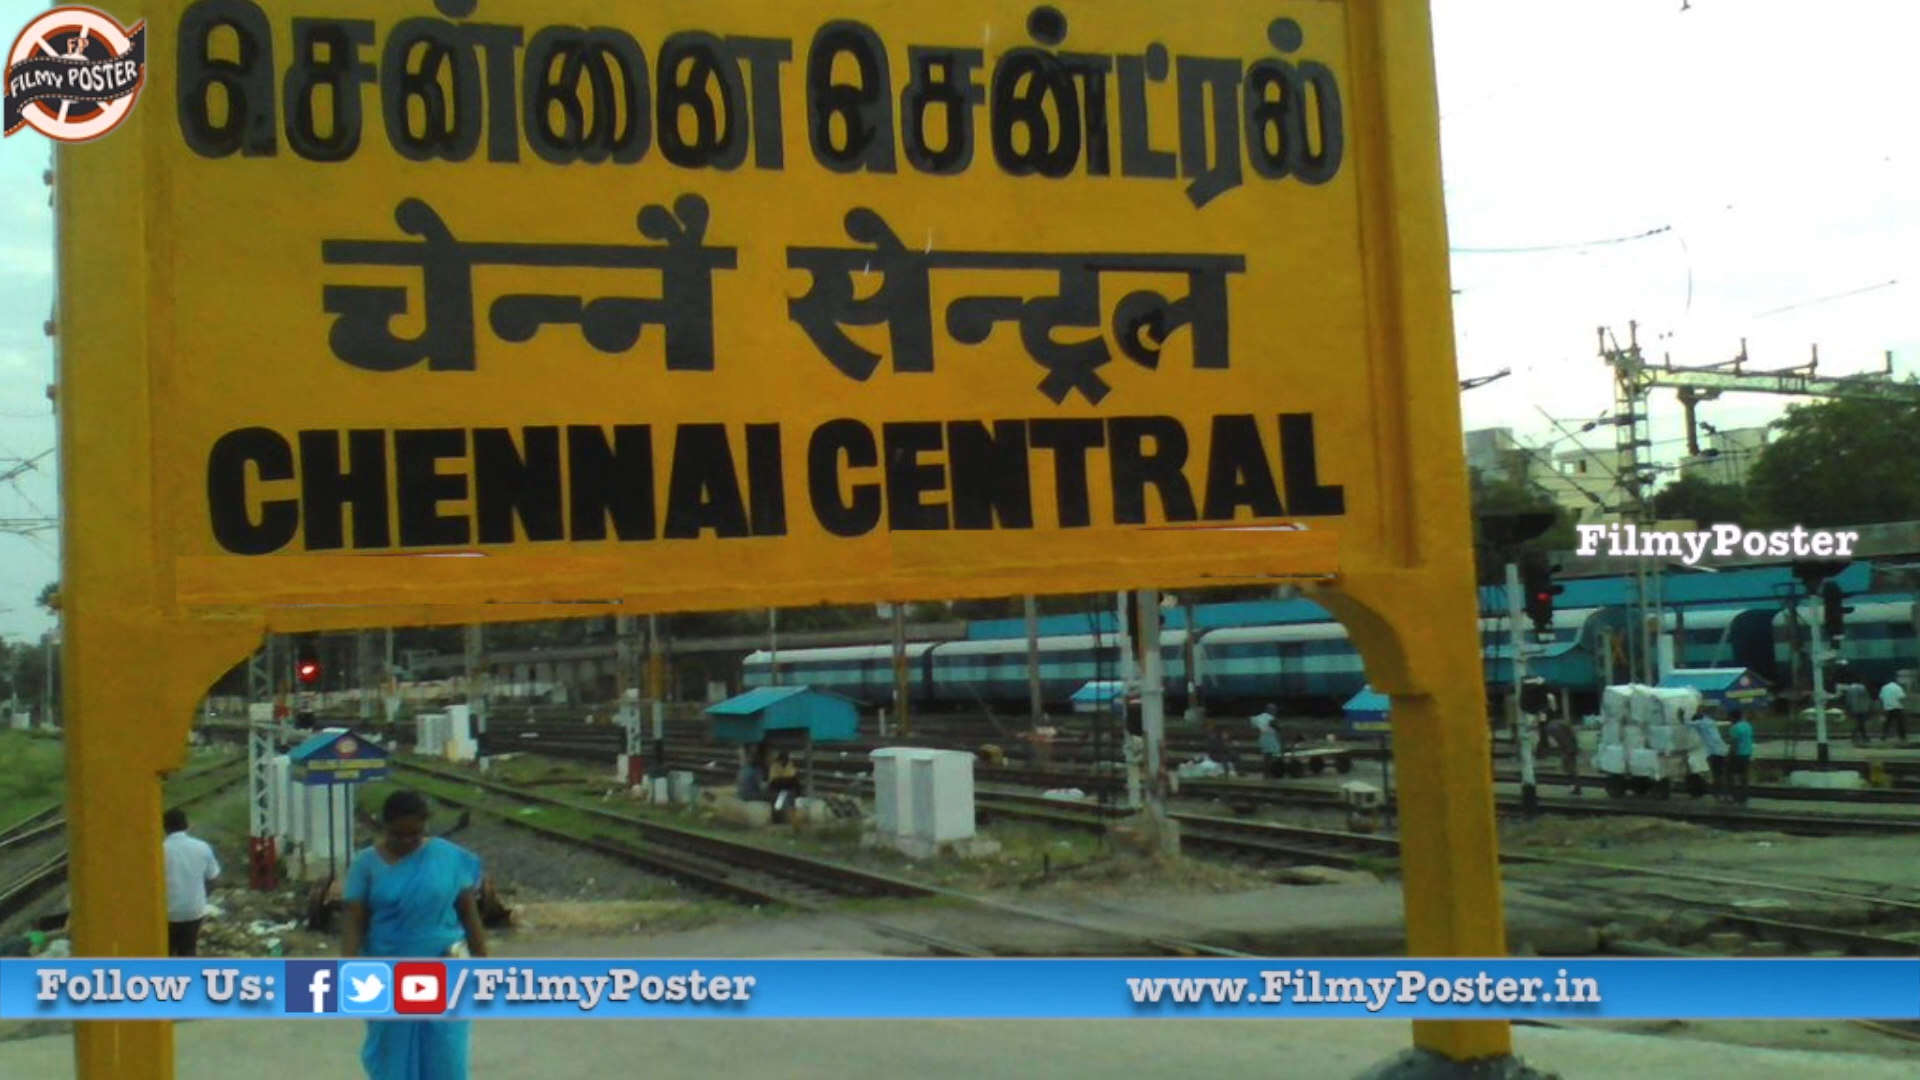 FP
FILMY POSTER
சென்னை சென்ட்ரல்
चेन्नै सेन्ट्रल
CHENNAI CENTRAL
FilmyPoster
Follow Us: f /FilmyPoster
www.FilmyPoster.in